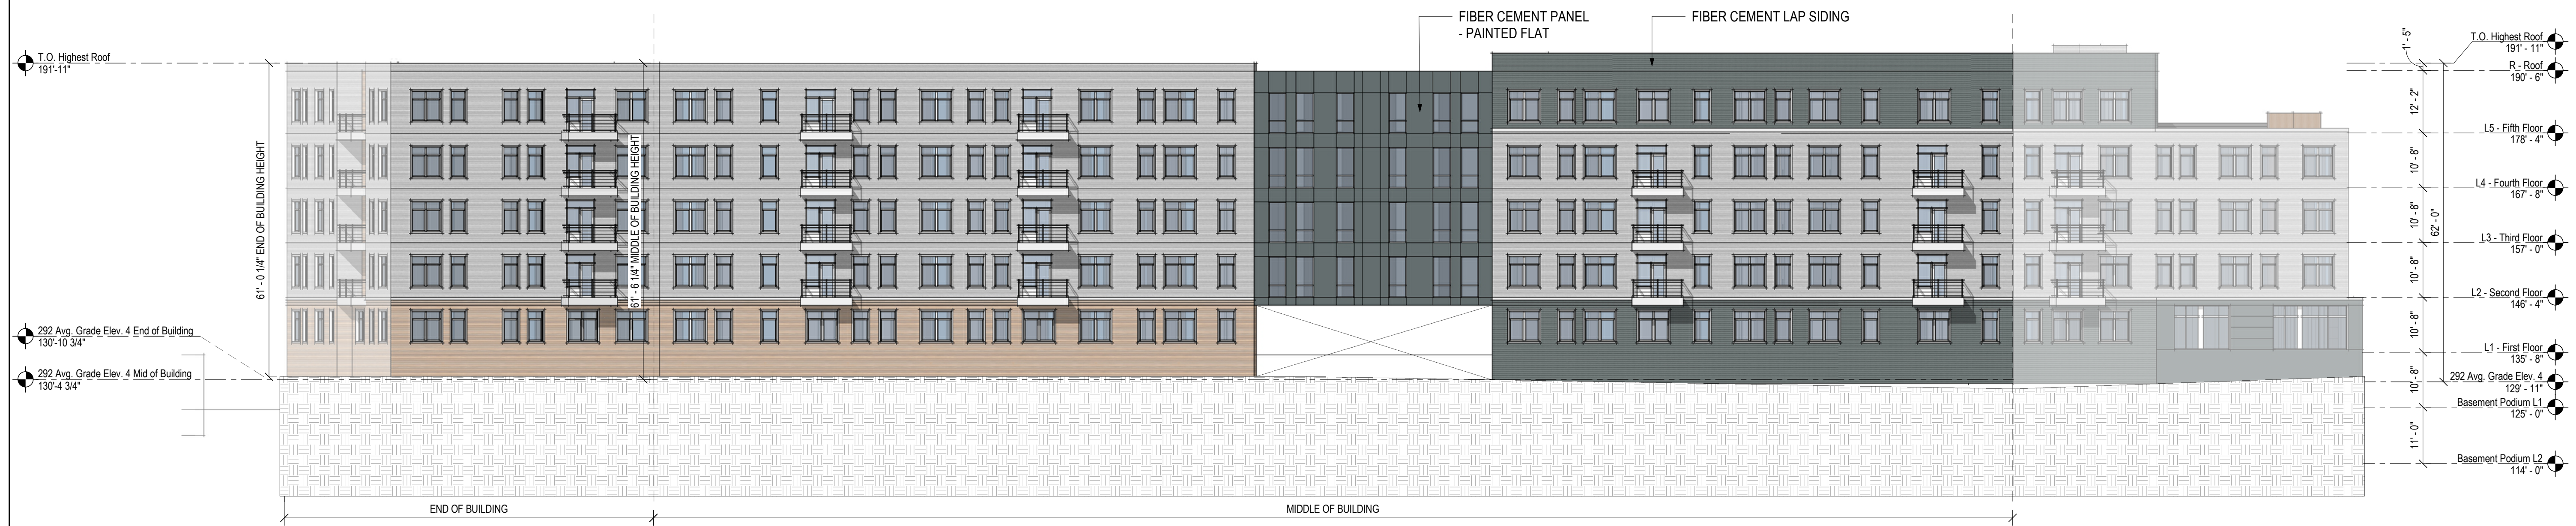 FIBER CEMENT PANEL
- PAINTED FLAT
FIBER CEMENT LAP SIDING
T.O. Highest Roof
191'-11"
292 Avg. Grade Elev. 4 End of Building
130'-10 3/4"
292 Avg. Grade Elev. 4 Mid of Building
130'-4 3/4"
61' - 0 1/4" END OF BUILDING HEIGHT
61' - 6 1/4" MIDDLE OF BUILDING HEIGHT
1' - 5"
12' - 2"
10' - 8"
10' - 8"
10' - 8"
10' - 8"
10' - 8"
11' - 0"
62' - 0"
T.O. Highest Roof
191' - 11"
R - Roof
190' - 6"
L5 - Fifth Floor
178' - 4"
L4 - Fourth Floor
167' - 8"
L3 - Third Floor
157' - 0"
L2 - Second Floor
146' - 4"
L1 - First Floor
135' - 8"
292 Avg. Grade Elev. 4
129' - 11"
Basement Podium L1
125' - 0"
Basement Podium L2
114' - 0"
END OF BUILDING
MIDDLE OF BUILDING